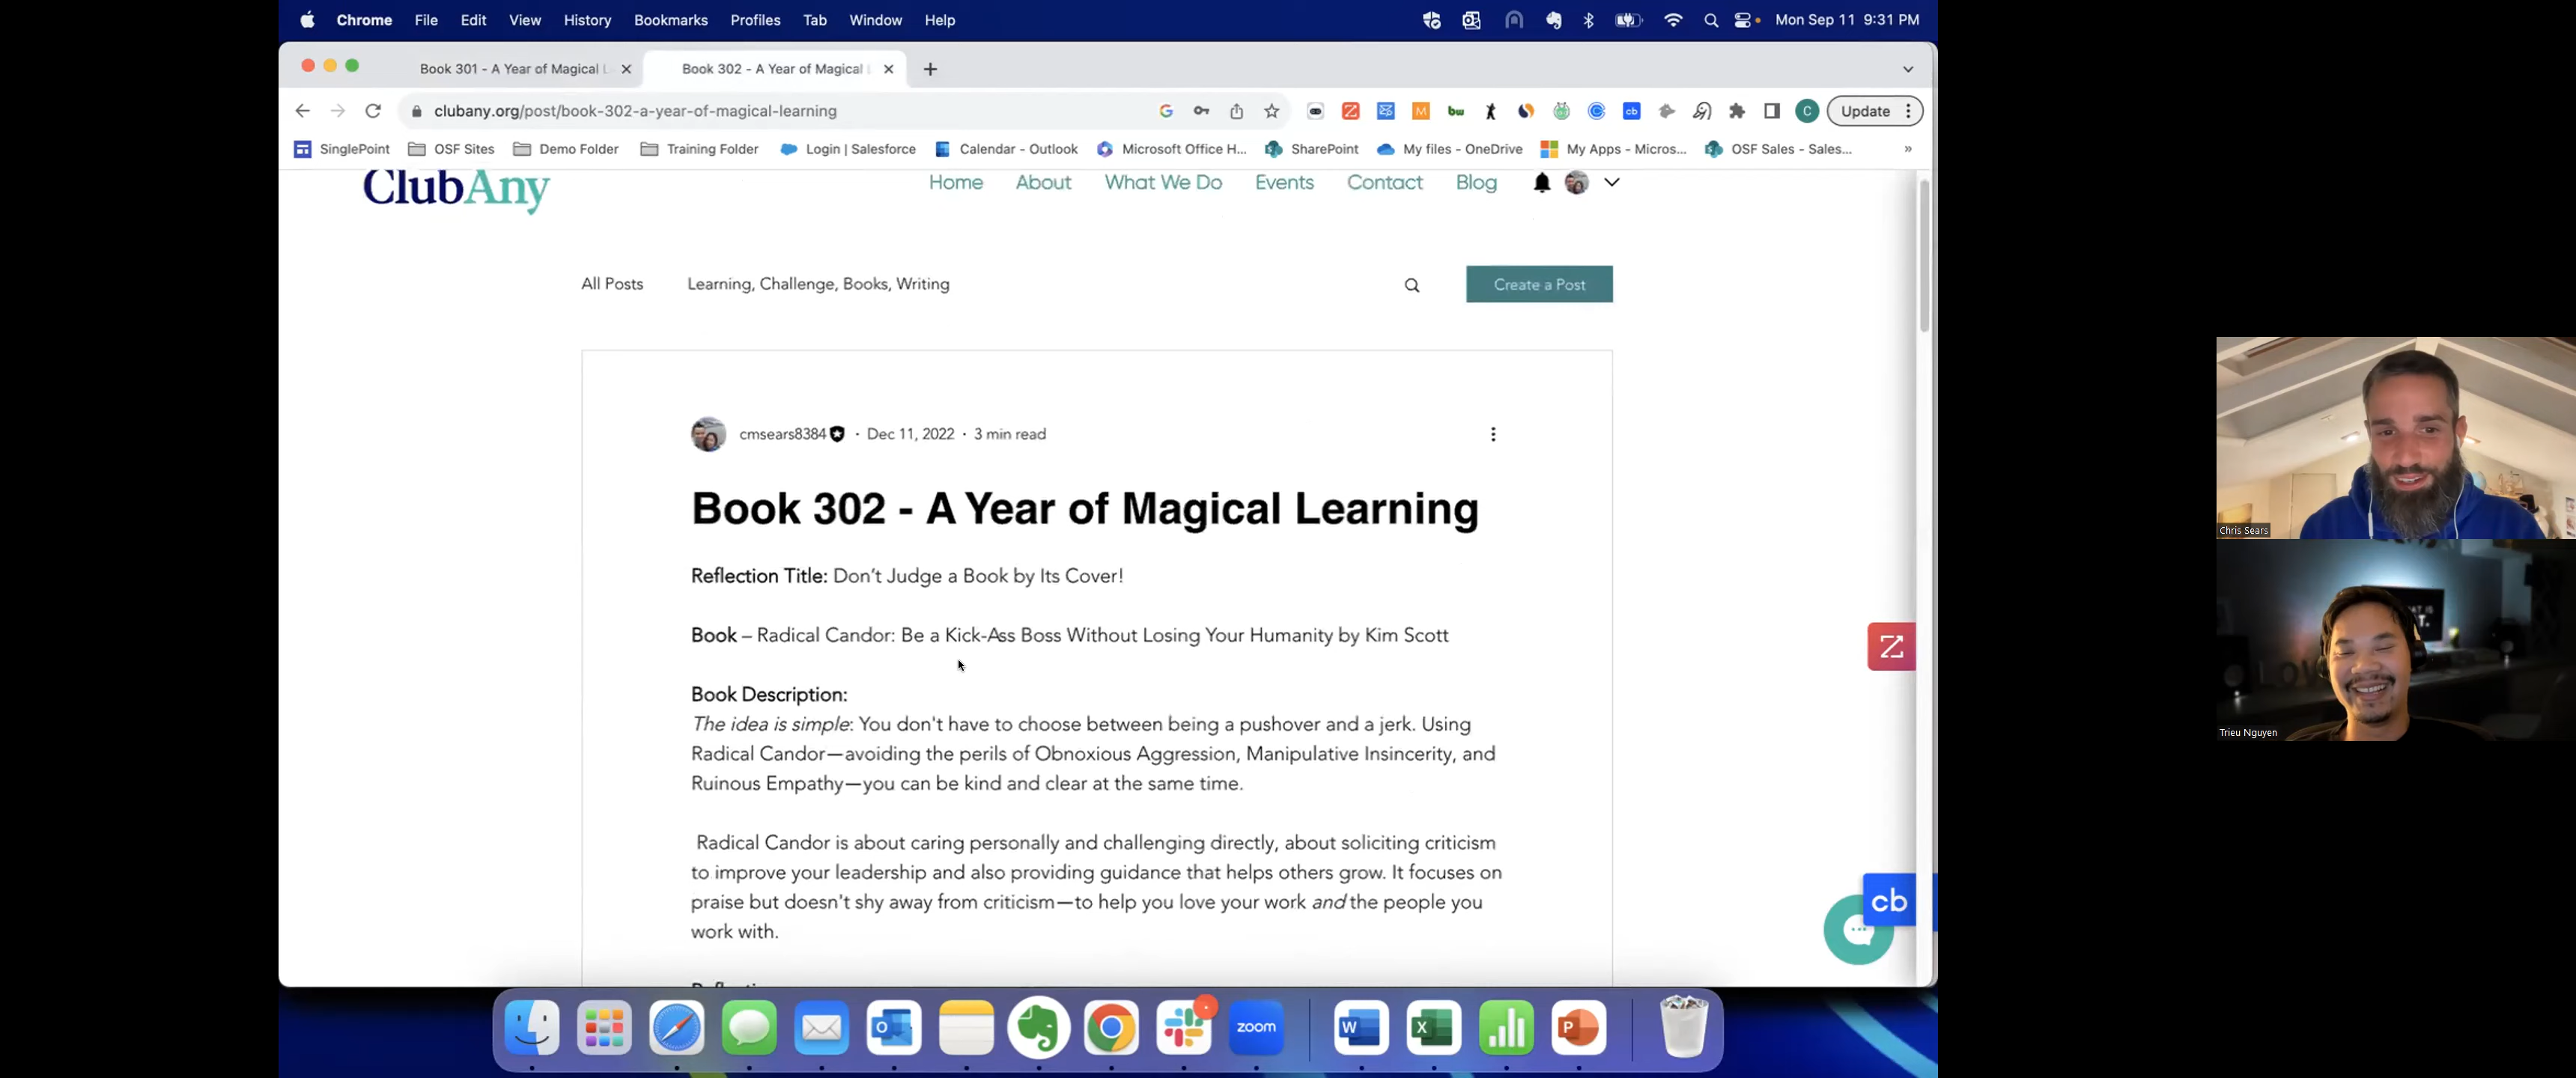 Chrome File Edit View History Bookmarks Profiles Tab Window Help Mon Sep 11 9:31 PM
Book 301 - A Year of Magical L Book 302 - A Year of Magical
clubany.org/post/book-302-a-year-of-magical-learning M bw cb C Update
SinglePoint OSF Sites Demo Folder Training Folder Login | Salesforce Calendar - Outlook Microsoft Office H... SharePoint My files - OneDrive My Apps - Micros... OSF Sales - Sales... »
ClubAny Home About What We Do Events Contact Blog
All Posts Learning, Challenge, Books, Writing Create a Post
cmsears8384 · Dec 11, 2022 · 3 min read
Book 302 - A Year of Magical Learning
Reflection Title: Don't Judge a Book by Its Cover!
Book – Radical Candor: Be a Kick-Ass Boss Without Losing Your Humanity by Kim Scott
Book Description:
The idea is simple: You don't have to choose between being a pushover and a jerk. Using
Radical Candor—avoiding the perils of Obnoxious Aggression, Manipulative Insincerity, and
Ruinous Empathy—you can be kind and clear at the same time.
Radical Candor is about caring personally and challenging directly, about soliciting criticism
to improve your leadership and also providing guidance that helps others grow. It focuses on
praise but doesn't shy away from criticism—to help you love your work and the people you
work with.
cb
zoom W X P
Chris Sears
Trieu Nguyen